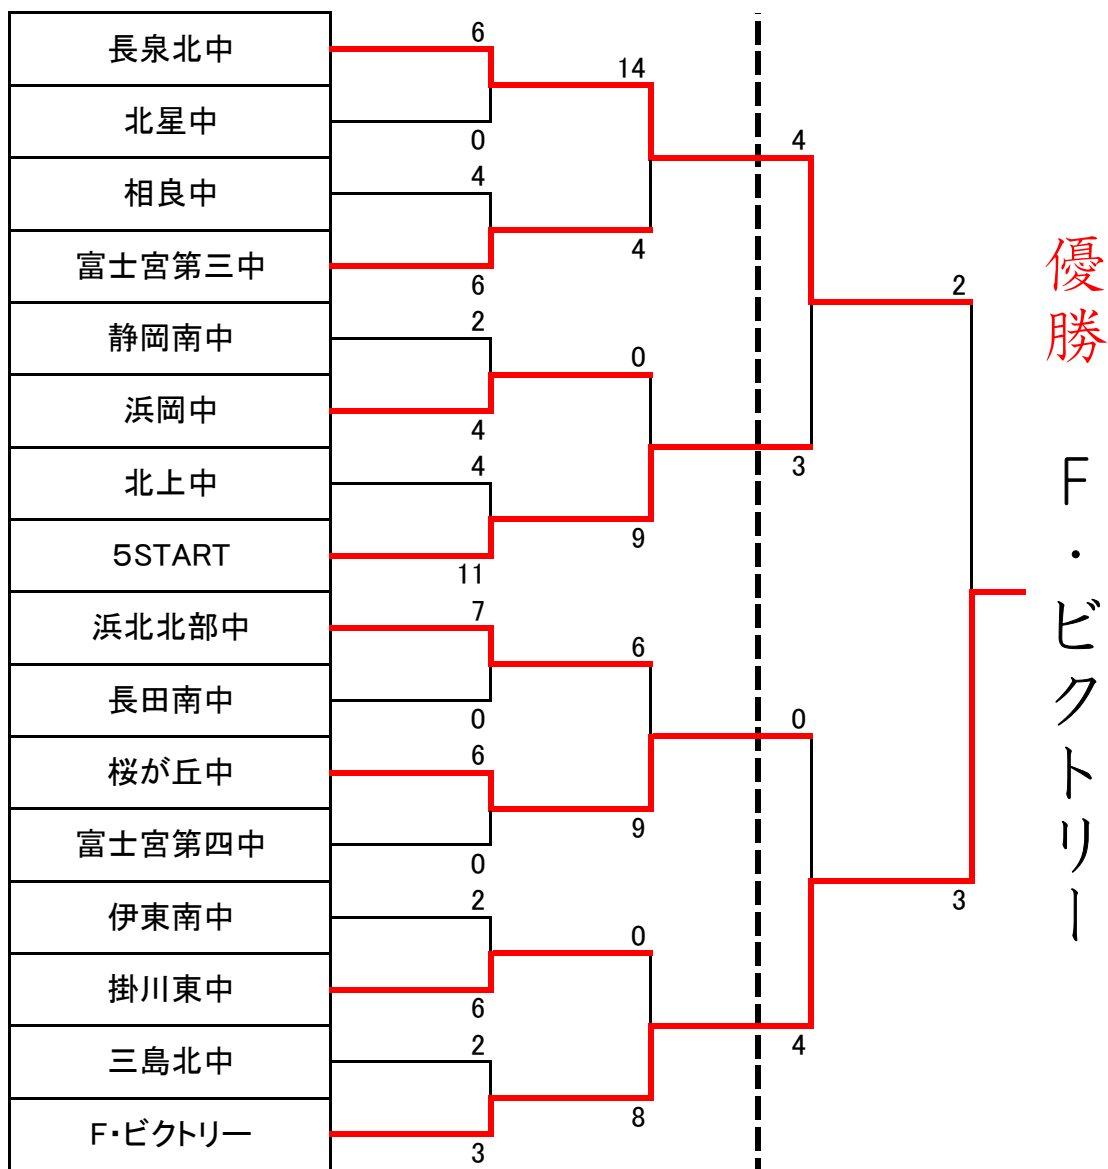 長泉北中
北星中
相良中
富士宮第三中
静岡南中
浜岡中
北上中
5START
浜北北部中
長田南中
桜が丘中
富士宮第四中
伊東南中
掛川東中
三島北中
F・ビクトリー
6
0
4
6
2
4
4
11
7
0
6
0
2
6
2
3
14
4
0
9
6
9
0
8
4
3
0
4
2
3
優勝 F・ビクトリー